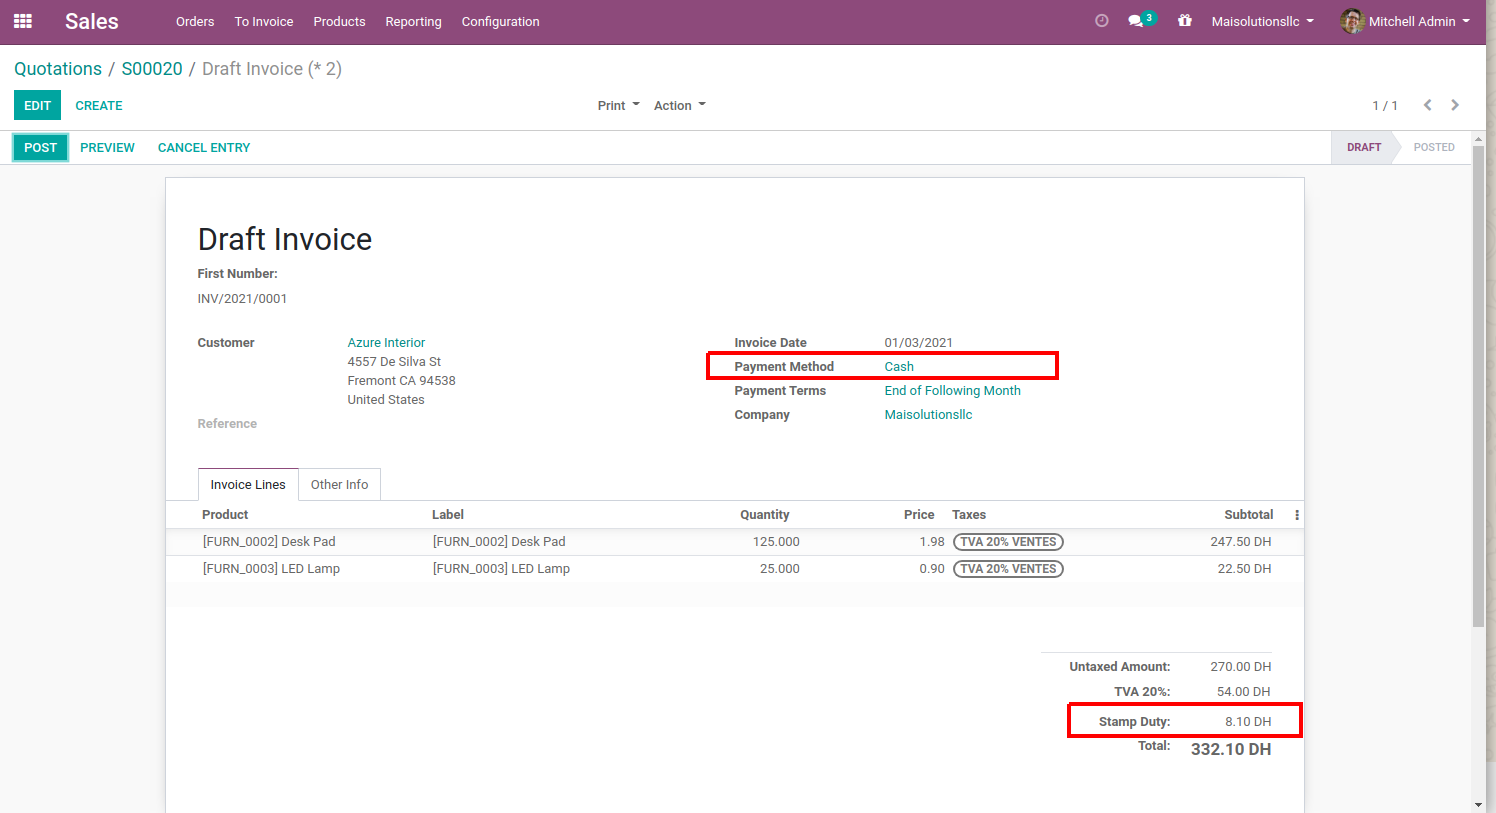 Sales Orders To Invoice Products Reporting Configuration 3 Maisolutionsllc Mitchell Admin
Quotations / S00020 / Draft Invoice (* 2)
EDIT CREATE Print Action 1 / 1
POST PREVIEW CANCEL ENTRY DRAFT POSTED
Draft Invoice
First Number:
INV/2021/0001
Customer Azure Interior Invoice Date 01/03/2021
4557 De Silva St
Payment Method Cash
Fremont CA 94538
Payment Terms End of Following Month
United States
Company Maisolutionsllc
Reference
Invoice Lines Other Info
Product Label Quantity Price Taxes Subtotal
[FURN_0002] Desk Pad [FURN_0002] Desk Pad 125.000 1.98 TVA 20% VENTES 247.50 DH
[FURN_0003] LED Lamp [FURN_0003] LED Lamp 25.000 0.90 TVA 20% VENTES 22.50 DH
Untaxed Amount: 270.00 DH
TVA 20%: 54.00 DH
Stamp Duty: 8.10 DH
Total: 332.10 DH